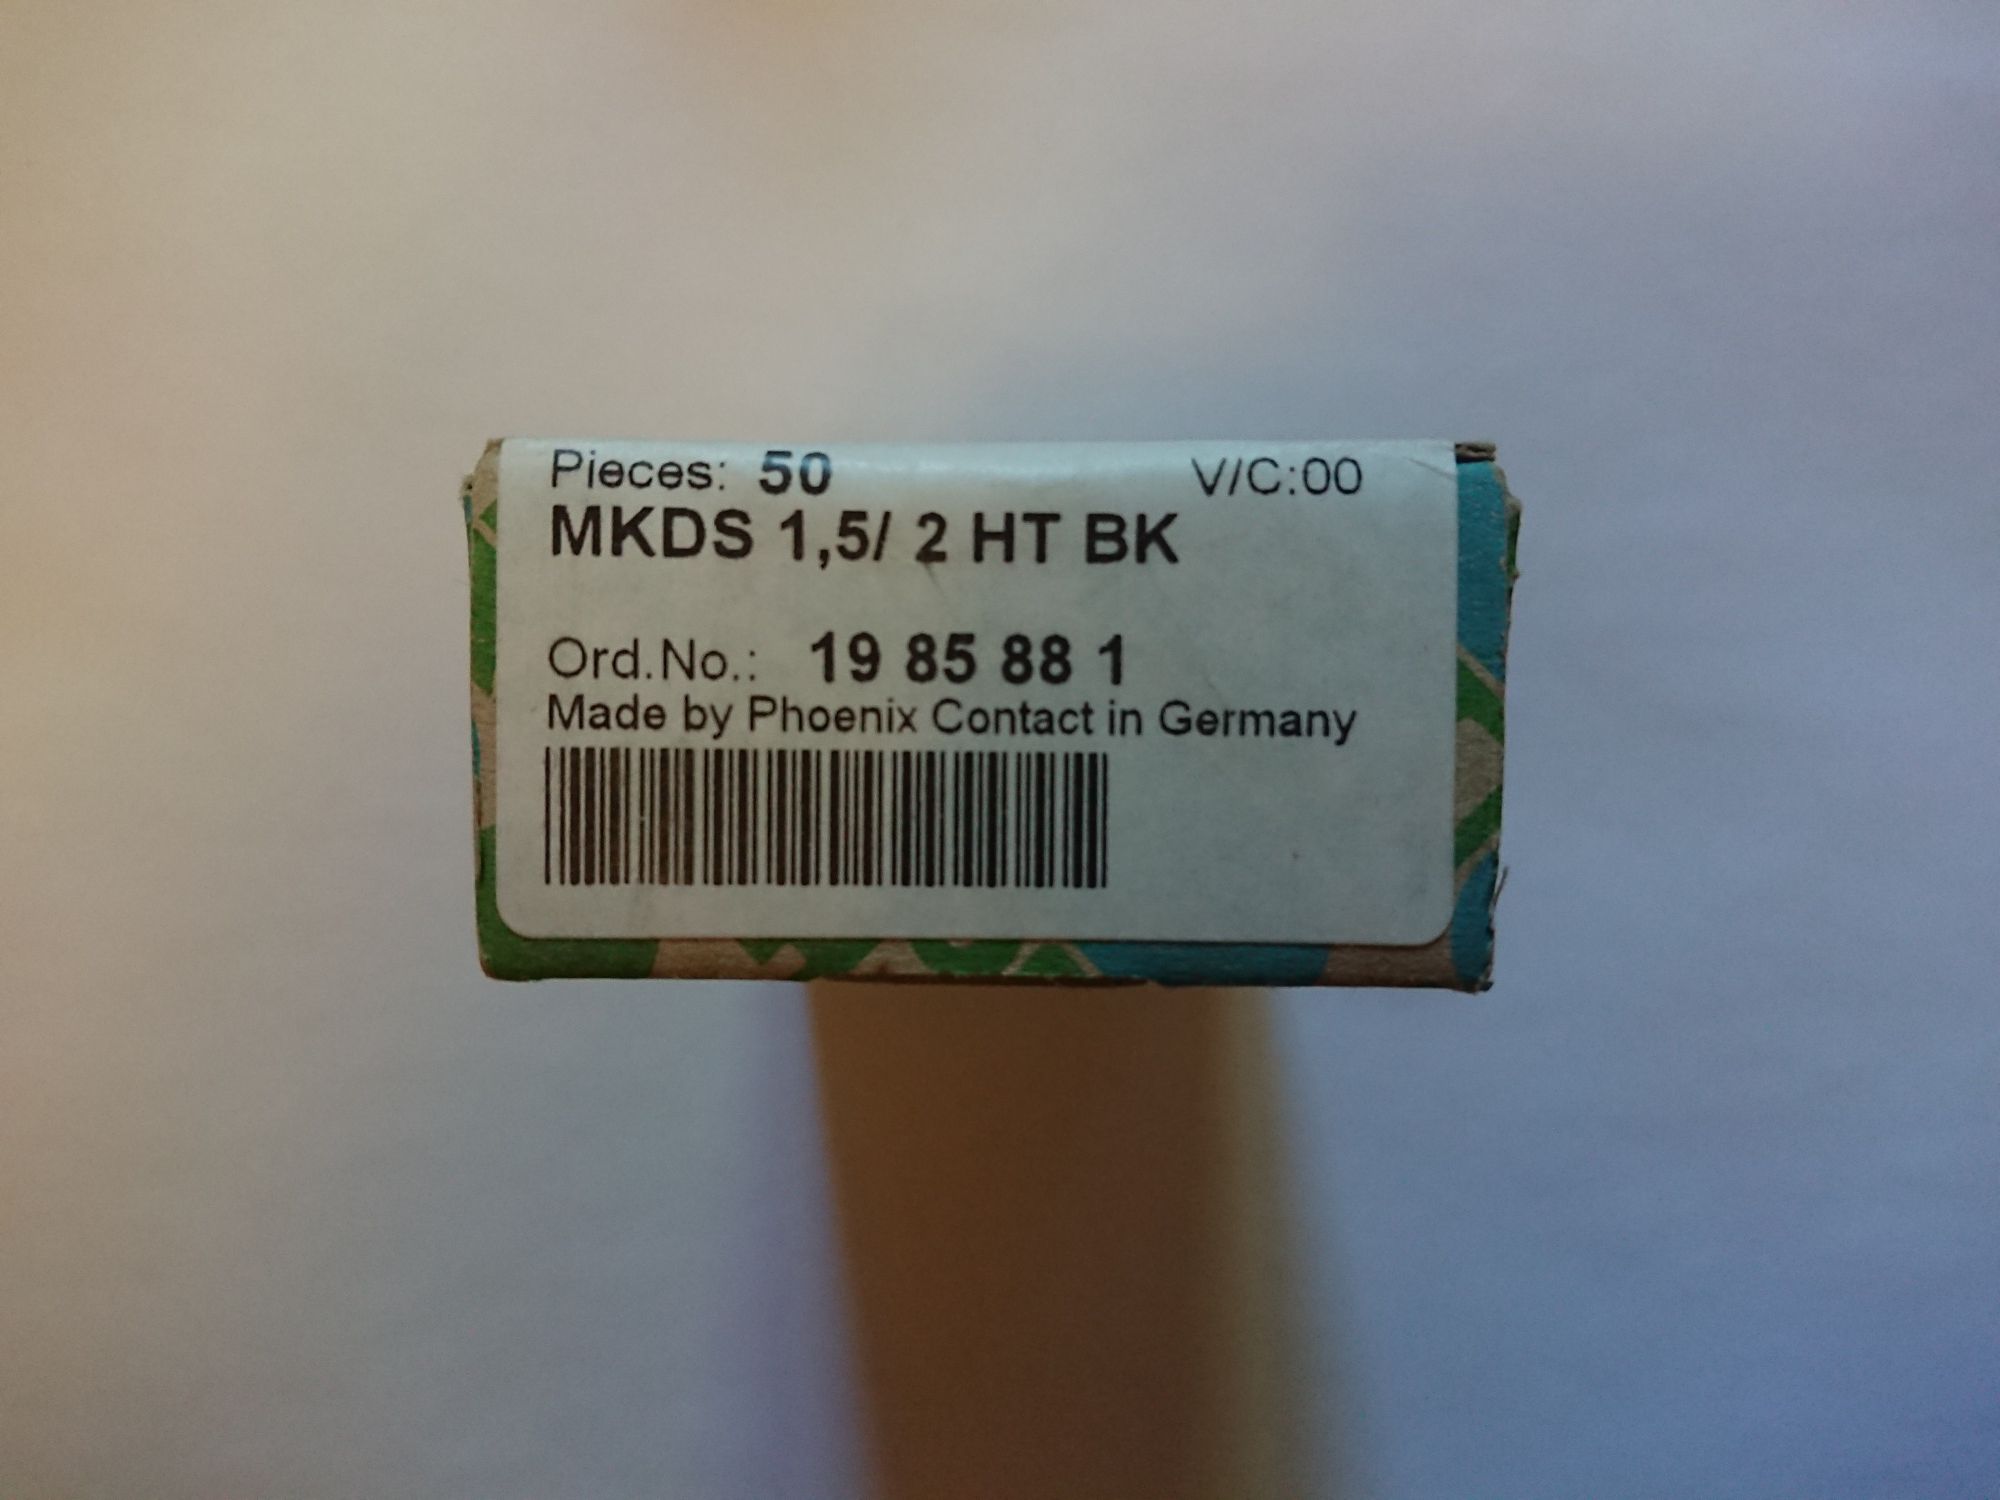 Pieces: 50 V/C:00
MKDS 1,5/ 2 HT BK
Ord.No.: 19 85 88 1
Made by Phoenix Contact in Germany